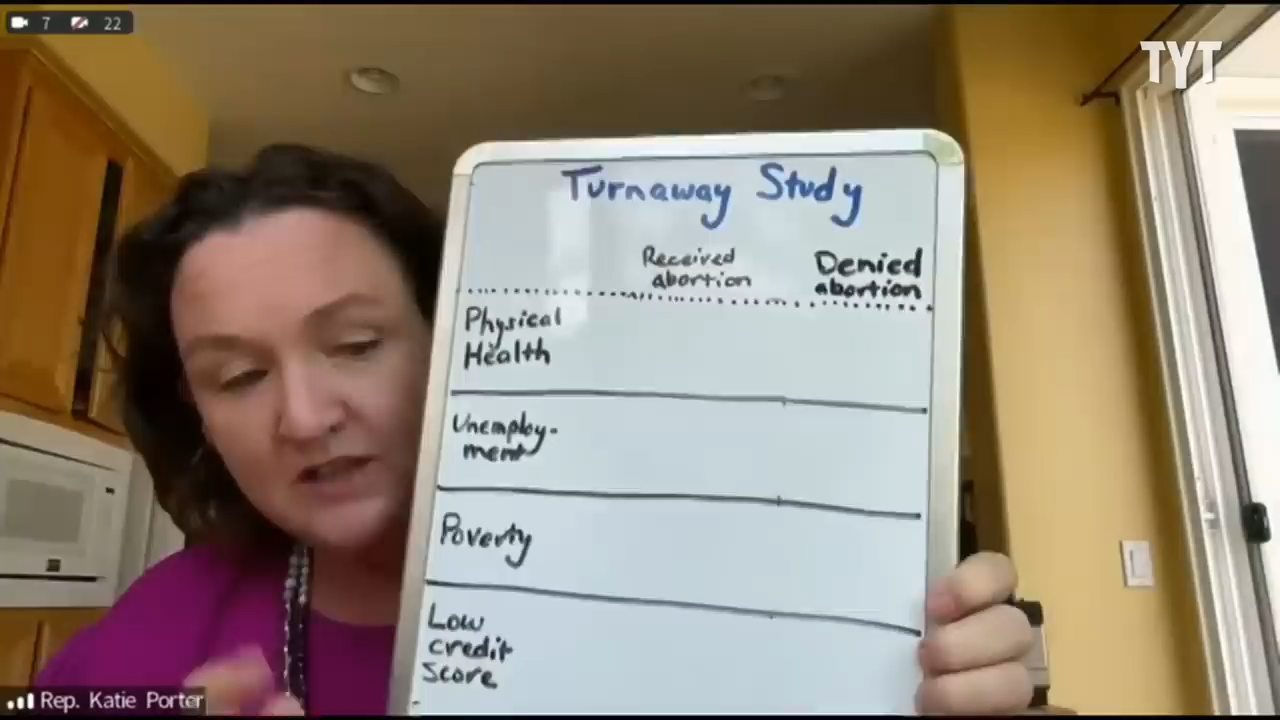 7 22
TYT
Turnaway Study
Received
abortion
Denied
abortion
Physical
Health
Unemploy-
ment
Poverty
Low
credit
Score
Rep. Katie Porter